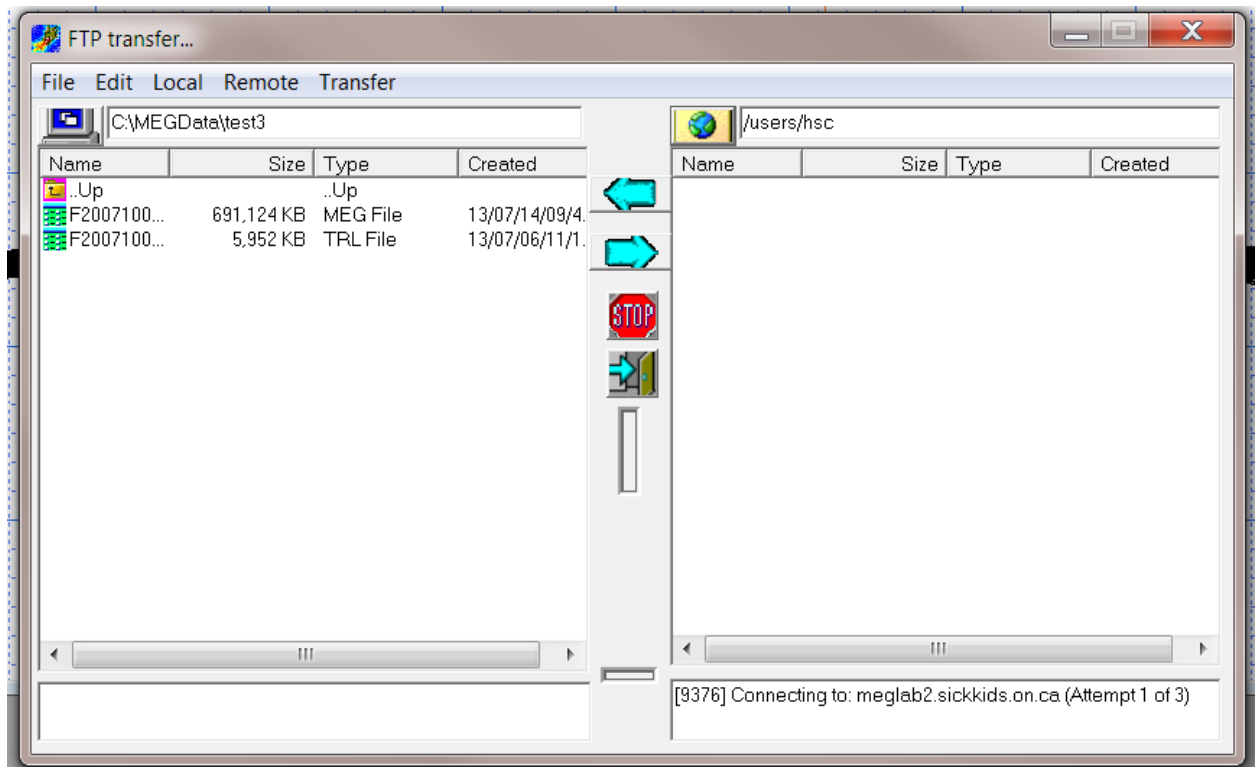 FTP transfer...
File Edit Local Remote Transfer
C:\MEGData\test3
/users/hsc
Name Size Type Created
Name Size Type Created
..Up ..Up
F2007100... 691,124 KB MEG File 13/07/14/09/4.
F2007100... 5,952 KB TRL File 13/07/06/11/1.
STOP
[9376] Connecting to: meglab2.sickkids.on.ca (Attempt 1 of 3)